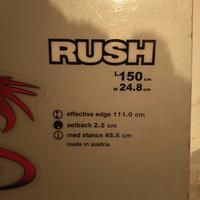 RUSH
L 150 cm
W 24.8 cm
effective edge 111.0 cm
setback 2.5 cm
med stance 45.5 cm
made in austria